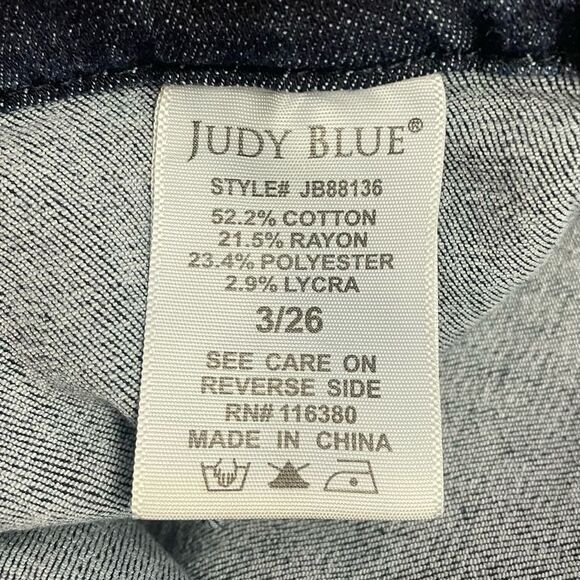 JUDY BLUE®
STYLE# JB88136
52.2% COTTON
21.5% RAYON
23.4% POLYESTER
2.9% LYCRA
3/26
SEE CARE ON
REVERSE SIDE
RN# 116380
MADE IN CHINA